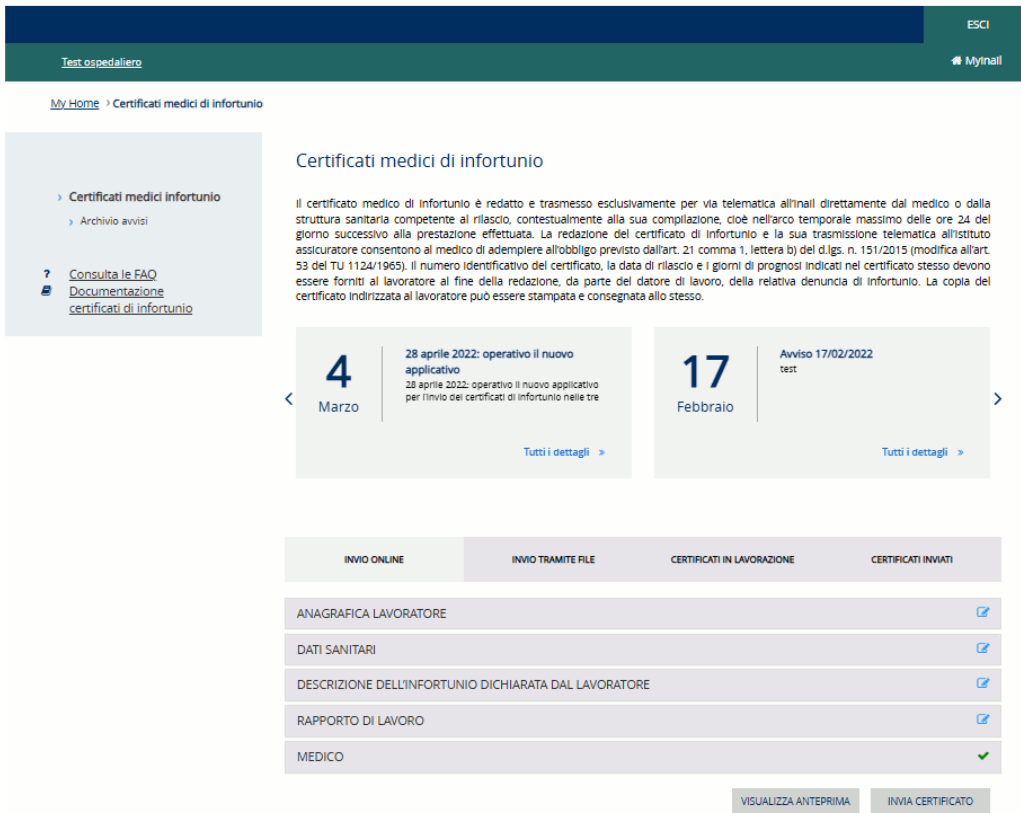 ESCI
Test ospedaliero
MyInail
My Home › Certificati medici di infortunio
Certificati medici infortunio
Archivio avvisi
? Consulta le FAQ
Documentazione
certificati di infortunio
Certificati medici di infortunio
Il certificato medico di infortunio è redatto e trasmesso esclusivamente per via telematica all'Inail direttamente dal medico o dalla
struttura sanitaria competente al rilascio, contestualmente alla sua compilazione, cioè nell'arco temporale massimo delle ore 24 del
giorno successivo alla prestazione effettuata. La redazione del certificato di infortunio e la sua trasmissione telematica all'istituto
assicuratore consentono al medico di adempiere all'obbligo previsto dall'art. 21 comma 1, lettera b) del d.lgs. n. 151/2015 (modifica all'art.
53 del TU 1124/1965). Il numero identificativo del certificato, la data di rilascio e i giorni di prognosi indicati nel certificato stesso devono
essere forniti al lavoratore al fine della redazione, da parte del datore di lavoro, della relativa denuncia di infortunio. La copia del
certificato indirizzata al lavoratore può essere stampata e consegnata allo stesso.
4
Marzo
28 aprile 2022: operativo il nuovo
applicativo
28 aprile 2022: operativo il nuovo applicativo
per l'invio dei certificati di infortunio nelle tre
Tutti i dettagli »
17
Febbraio
Avviso 17/02/2022
test
Tutti i dettagli »
INVIO ONLINE
INVIO TRAMITE FILE
CERTIFICATI IN LAVORAZIONE
CERTIFICATI INVIATI
ANAGRAFICA LAVORATORE
DATI SANITARI
DESCRIZIONE DELL'INFORTUNIO DICHIARATA DAL LAVORATORE
RAPPORTO DI LAVORO
MEDICO
VISUALIZZA ANTEPRIMA
INVIA CERTIFICATO